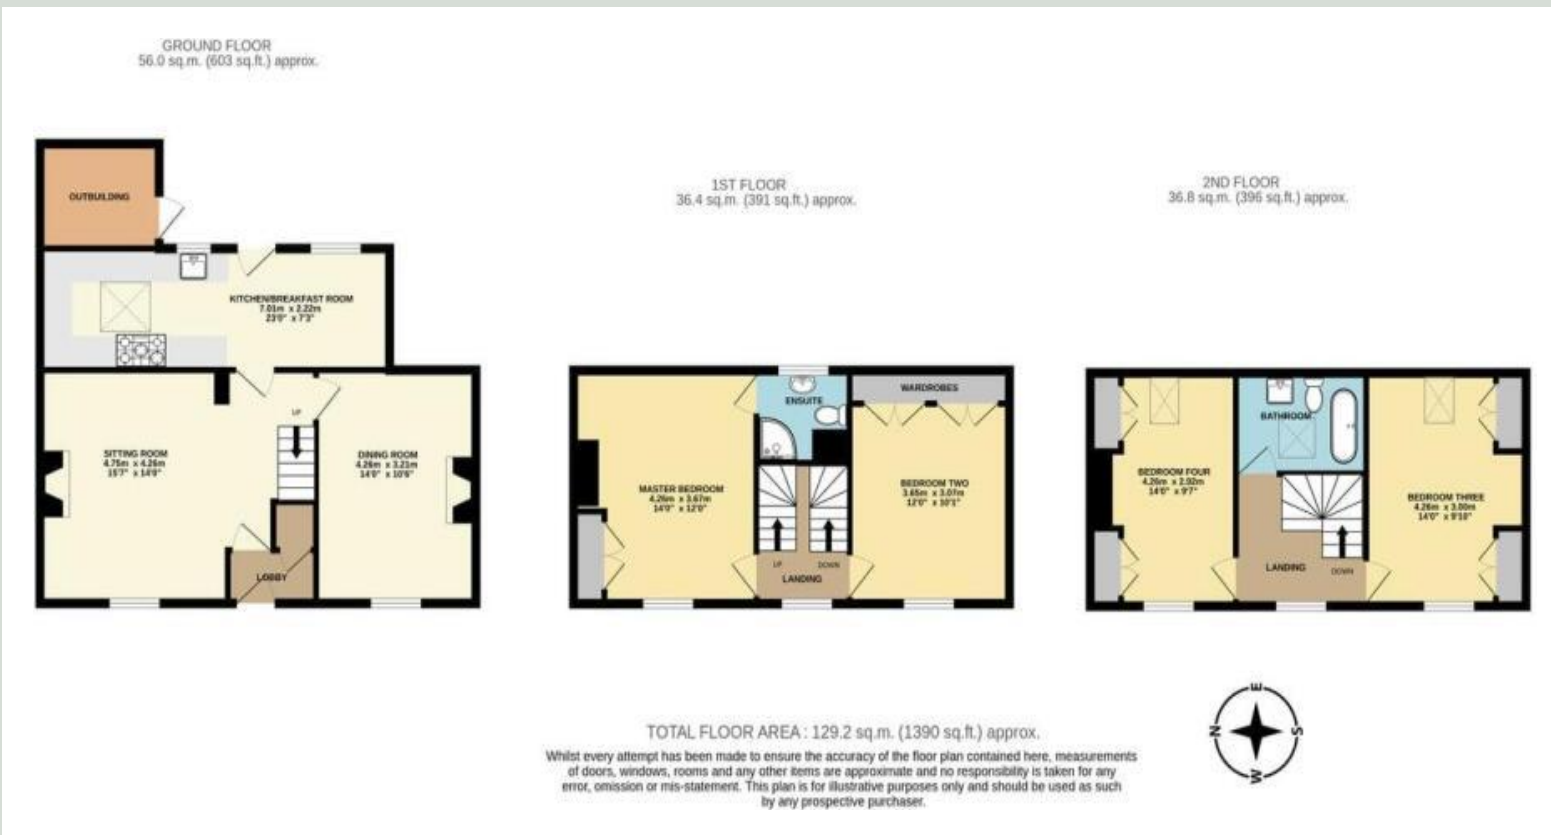 GROUND FLOOR
56.0 sq.m. (603 sq.ft.) approx.
OUTBUILDING
KITCHEN/BREAKFAST ROOM
7.01m x 2.22m
23'0" x 7'3"
UP
SITTING ROOM
4.75m x 4.26m
15'7" x 14'0"
DINING ROOM
4.26m x 3.21m
14'0" x 10'6"
LOBBY
1ST FLOOR
36.4 sq.m. (391 sq.ft.) approx.
WARDROBES
ENSUITE
MASTER BEDROOM
4.26m x 3.67m
14'0" x 12'0"
BEDROOM TWO
3.65m x 3.07m
12'0" x 10'1"
UP
DOWN
LANDING
2ND FLOOR
36.8 sq.m. (396 sq.ft.) approx.
BATHROOM
BEDROOM FOUR
4.26m x 2.92m
14'0" x 9'7"
BEDROOM THREE
4.26m x 3.00m
14'0" x 9'10"
LANDING
DOWN
E
N
S
W
TOTAL FLOOR AREA : 129.2 sq.m. (1390 sq.ft.) approx.
Whilst every attempt has been made to ensure the accuracy of the floor plan contained here, measurements
of doors, windows, rooms and any other items are approximate and no responsibility is taken for any
error, omission or mis-statement. This plan is for illustrative purposes only and should be used as such
by any prospective purchaser.